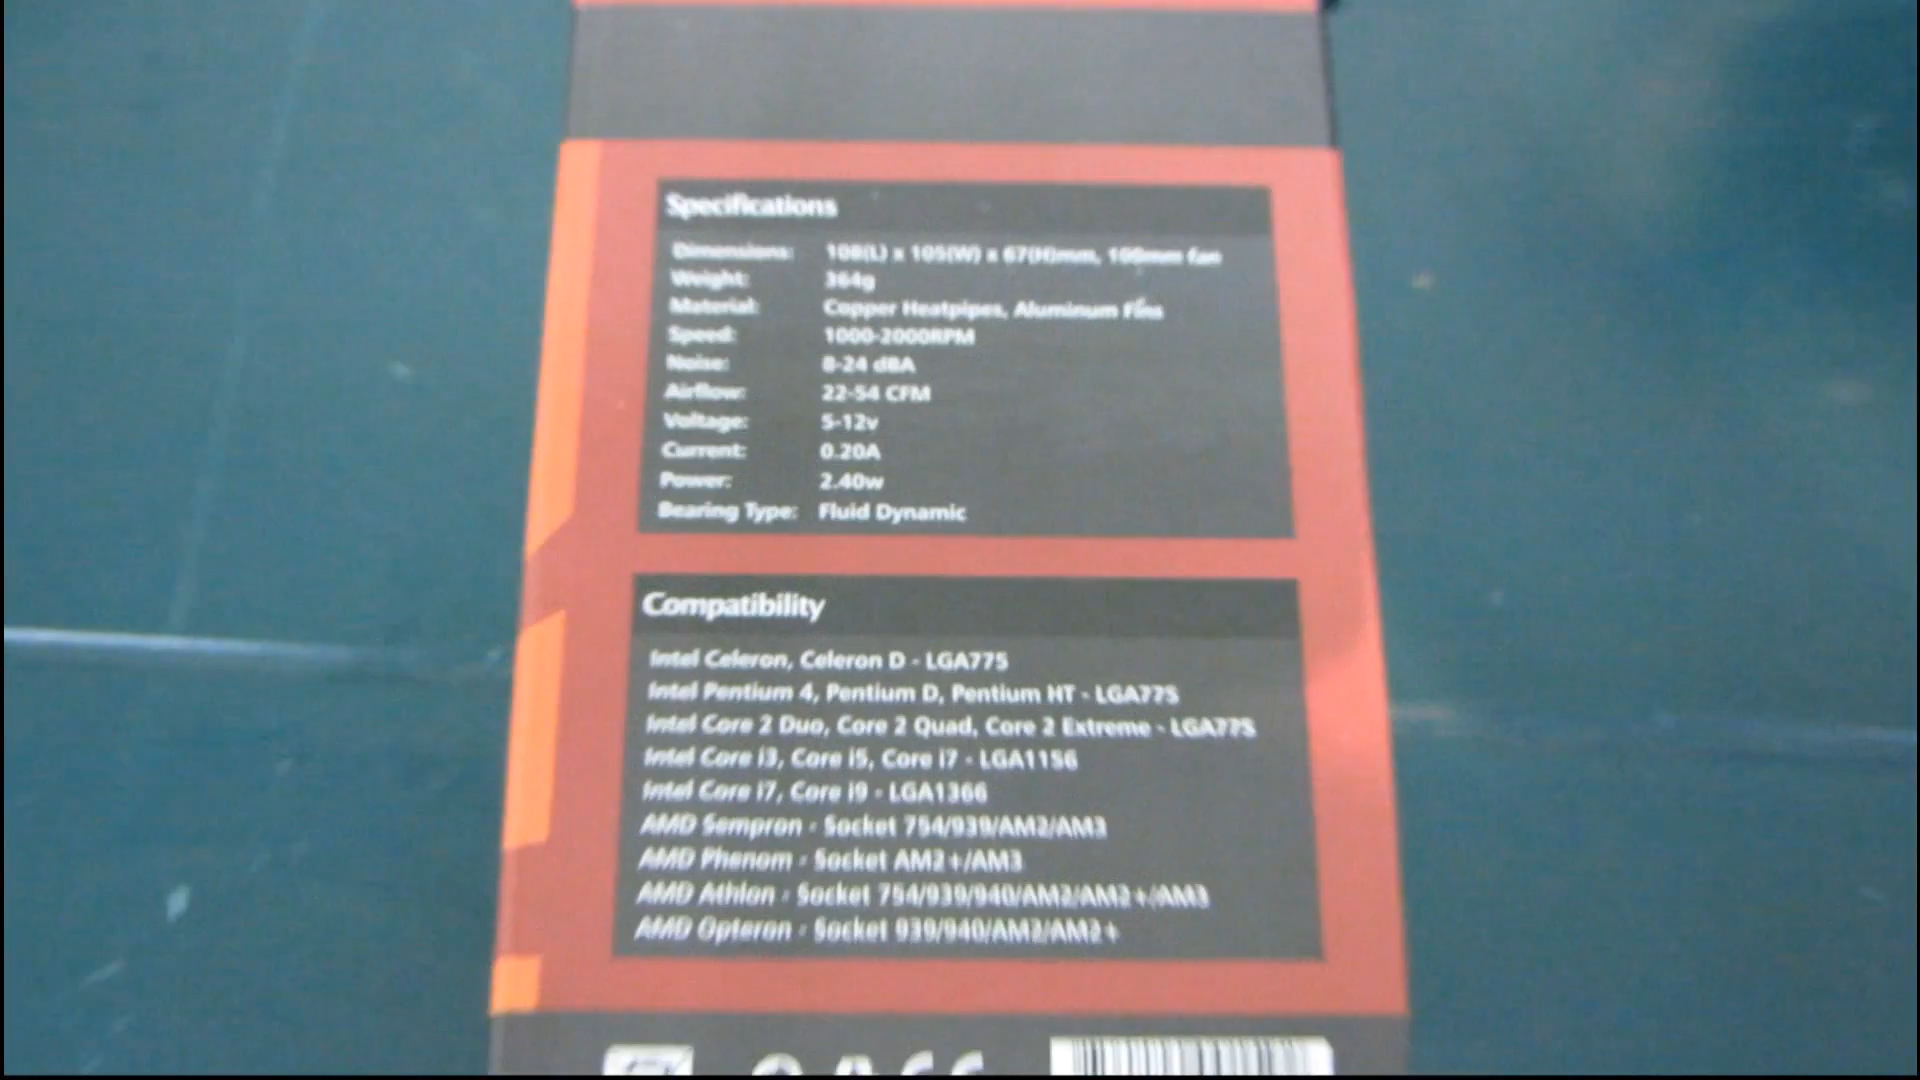 Specifications
Dimensions: 108(L) x 105(W) x 67(H)mm, 100mm fan
Weight: 364g
Material: Copper Heatpipes, Aluminum Fins
Speed: 1000-2000RPM
Noise: 8-24 dBA
Airflow: 22-54 CFM
Voltage: 5-12v
Current: 0.20A
Power: 2.40w
Bearing Type: Fluid Dynamic
Compatibility
Intel Celeron, Celeron D - LGA775
Intel Pentium 4, Pentium D, Pentium HT - LGA775
Intel Core 2 Duo, Core 2 Quad, Core 2 Extreme - LGA775
Intel Core i3, Core i5, Core i7 - LGA1156
Intel Core i7, Core i9 - LGA1366
AMD Sempron - Socket 754/939/AM2/AM3
AMD Phenom - Socket AM2+/AM3
AMD Athlon - Socket 754/939/940/AM2/AM2+/AM3
AMD Opteron - Socket 939/940/AM2/AM2+